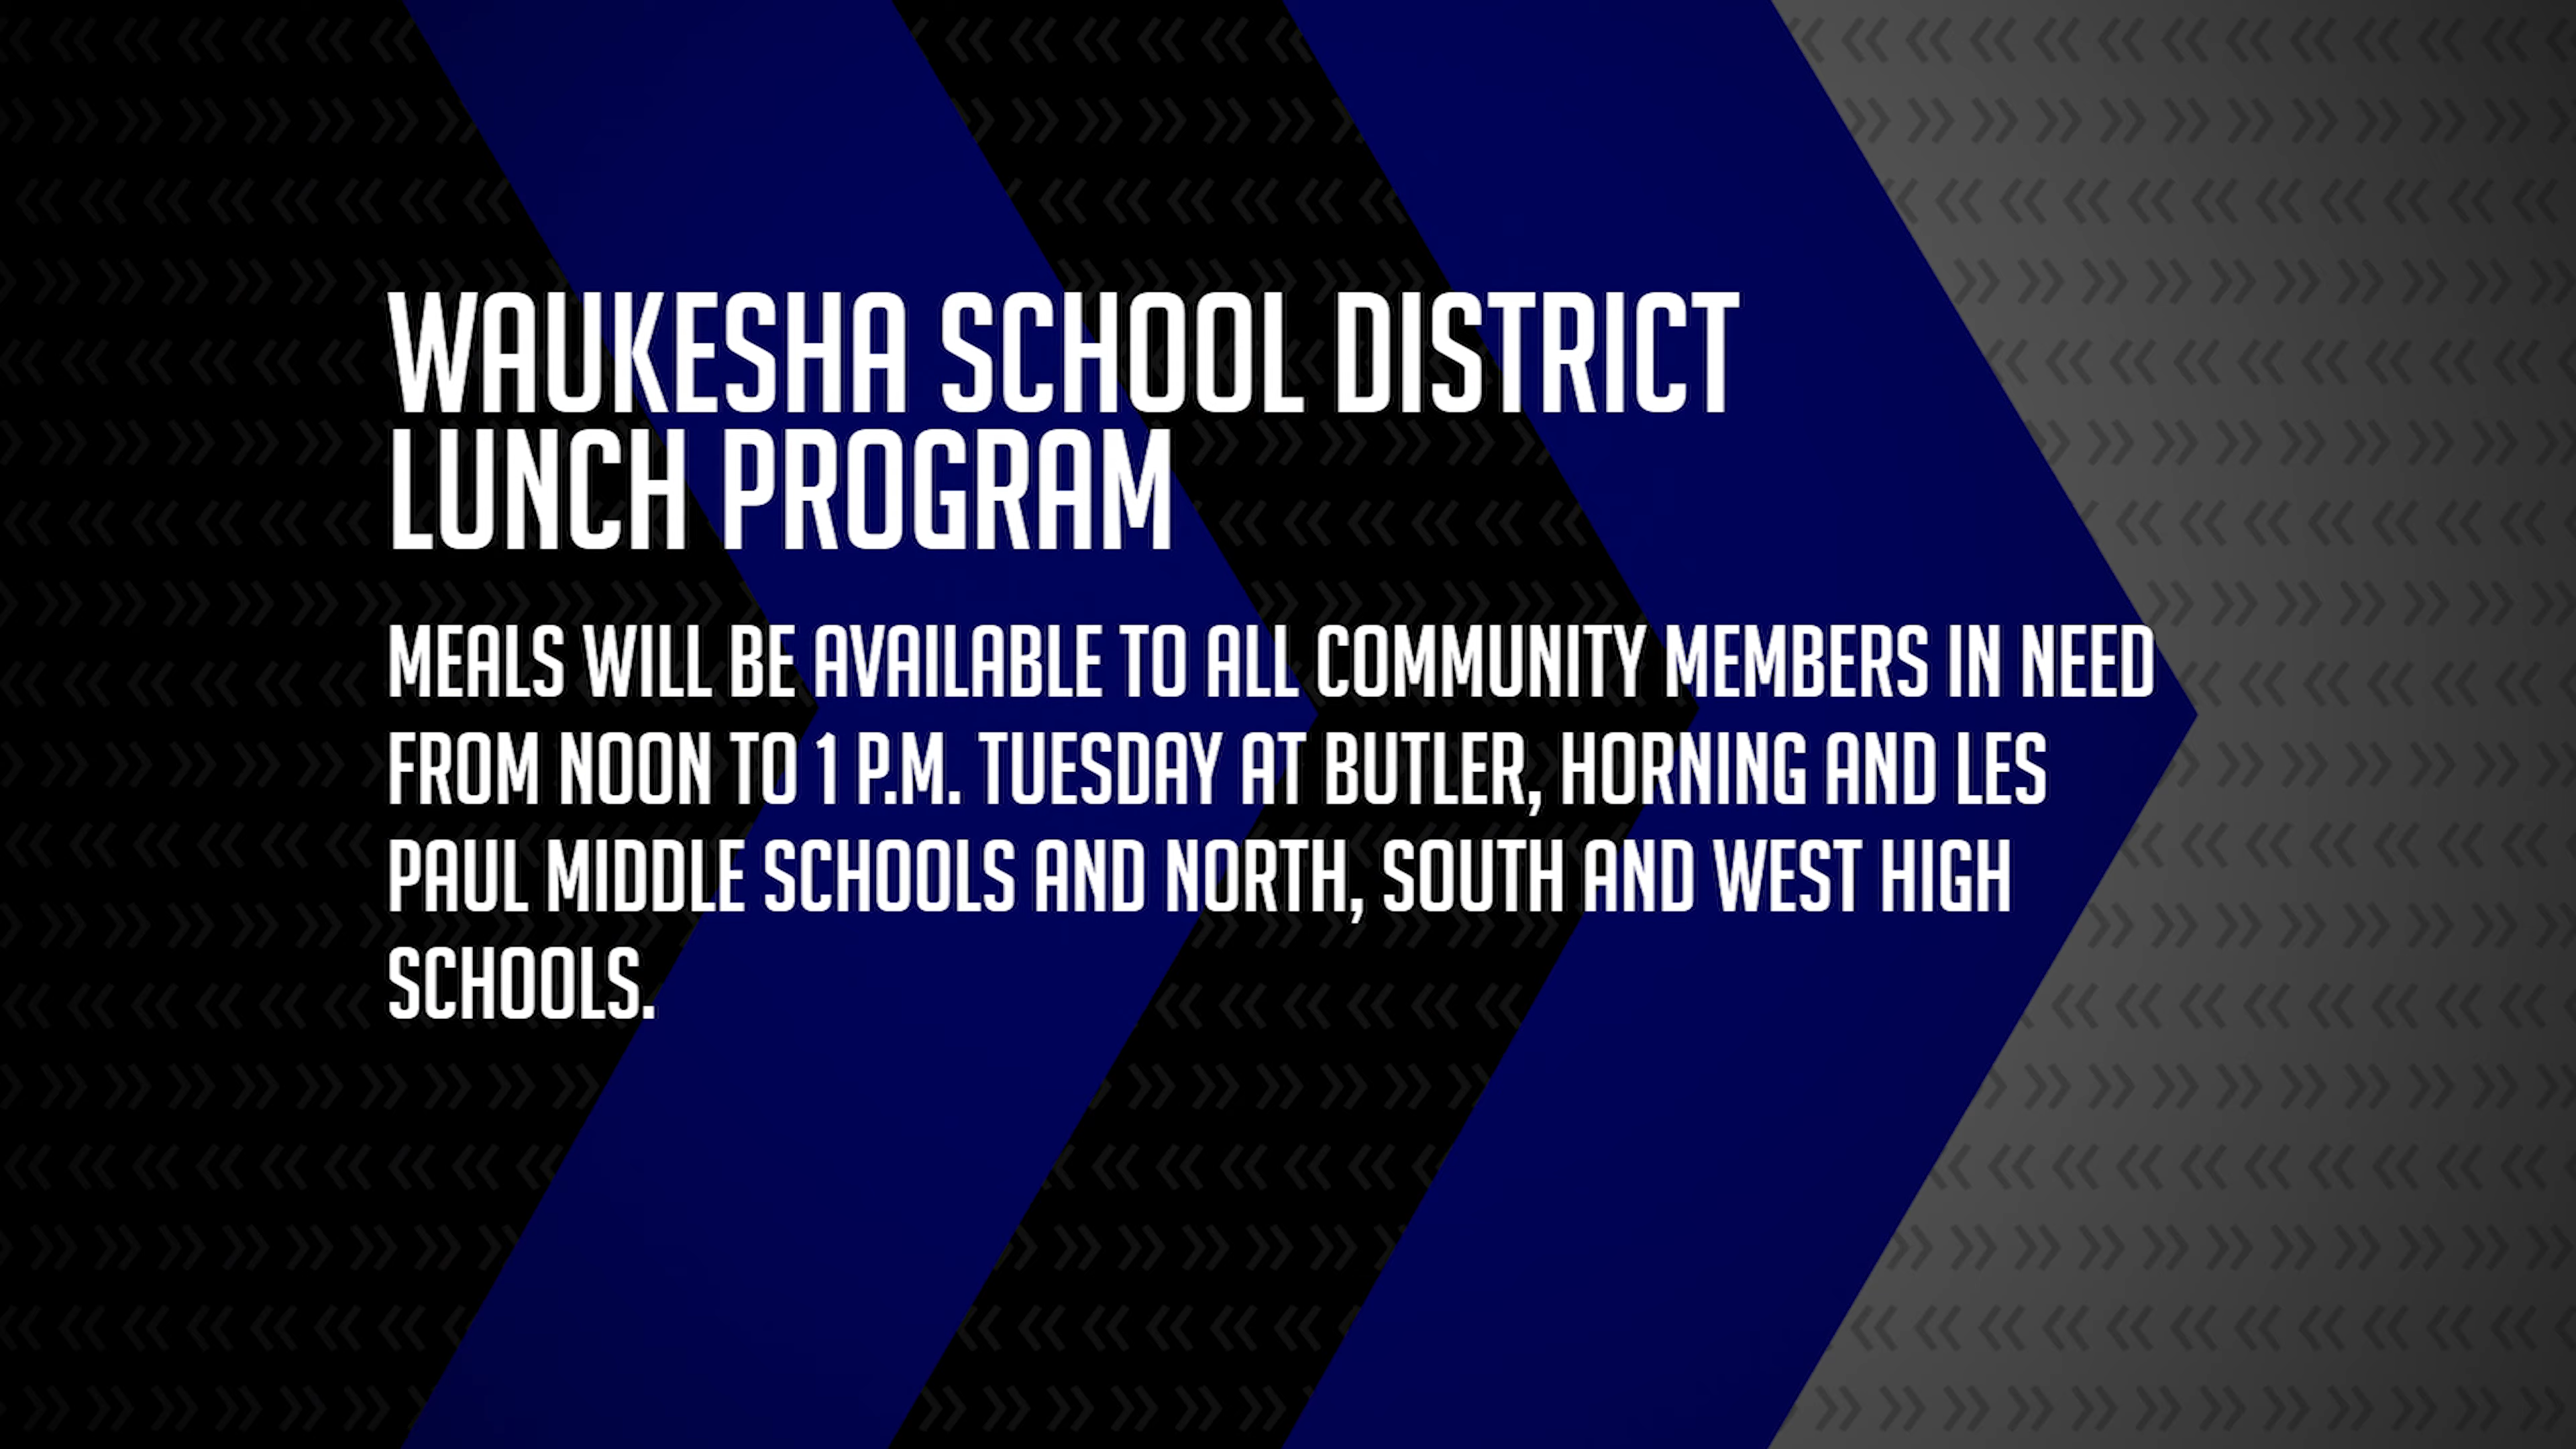 WAUKESHA SCHOOL DISTRICT
LUNCH PROGRAM
MEALS WILL BE AVAILABLE TO ALL COMMUNITY MEMBERS IN NEED
FROM NOON TO 1 P.M. TUESDAY AT BUTLER, HORNING AND LES
PAUL MIDDLE SCHOOLS AND NORTH, SOUTH AND WEST HIGH
SCHOOLS.